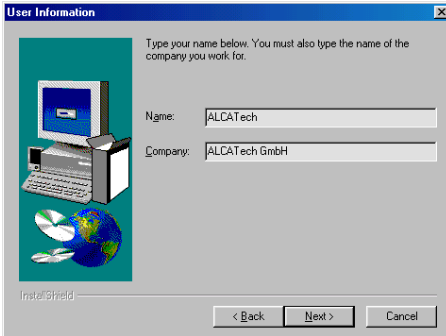 User Information
Type your name below. You must also type the name of the
company you work for.
Name: ALCATech
Company: ALCATech GmbH
InstallShield
< Back Next > Cancel